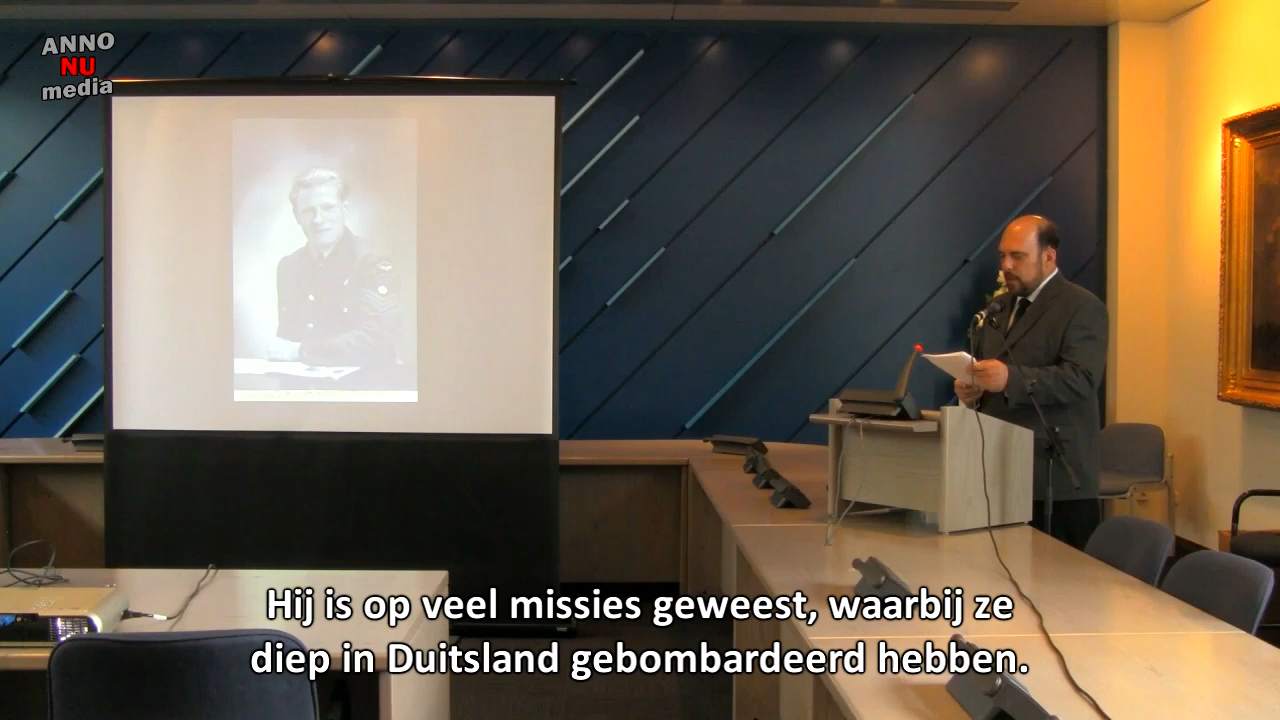 ANNO
NU
media
Hij is op veel missies geweest, waarbij ze
diep in Duitsland gebombardeerd hebben.